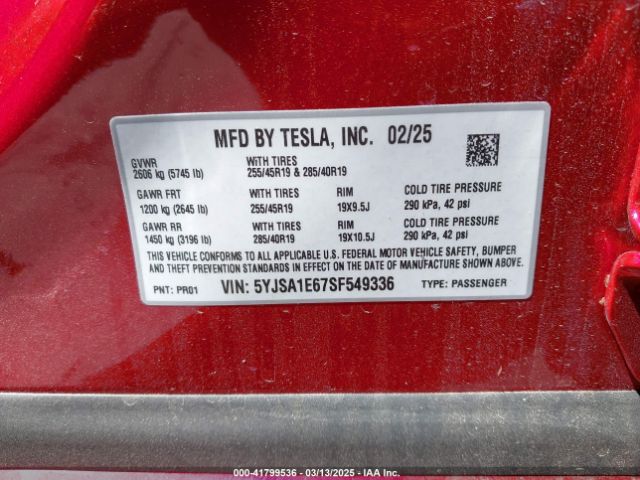 MFD BY TESLA, INC. 02/25
GVWR WITH TIRES
2606 kg (5745 lb) 255/45R19 & 285/40R19
GAWR FRT WITH TIRES RIM COLD TIRE PRESSURE
1200 kg (2645 lb) 255/45R19 19X9.5J 290 kPa, 42 psi
GAWR RR WITH TIRES RIM COLD TIRE PRESSURE
1450 kg (3196 lb) 285/40R19 19X10.5J 290 kPa, 42 psi
THIS VEHICLE CONFORMS TO ALL APPLICABLE U.S. FEDERAL MOTOR VEHICLE SAFETY, BUMPER
AND THEFT PREVENTION STANDARDS IN EFFECT ON THE DATE OF MANUFACTURE SHOWN ABOVE.
PNT: PR01 VIN: 5YJSA1E67SF549336 TYPE: PASSENGER
000-41799536 - 03/13/2025 - IAA Inc.